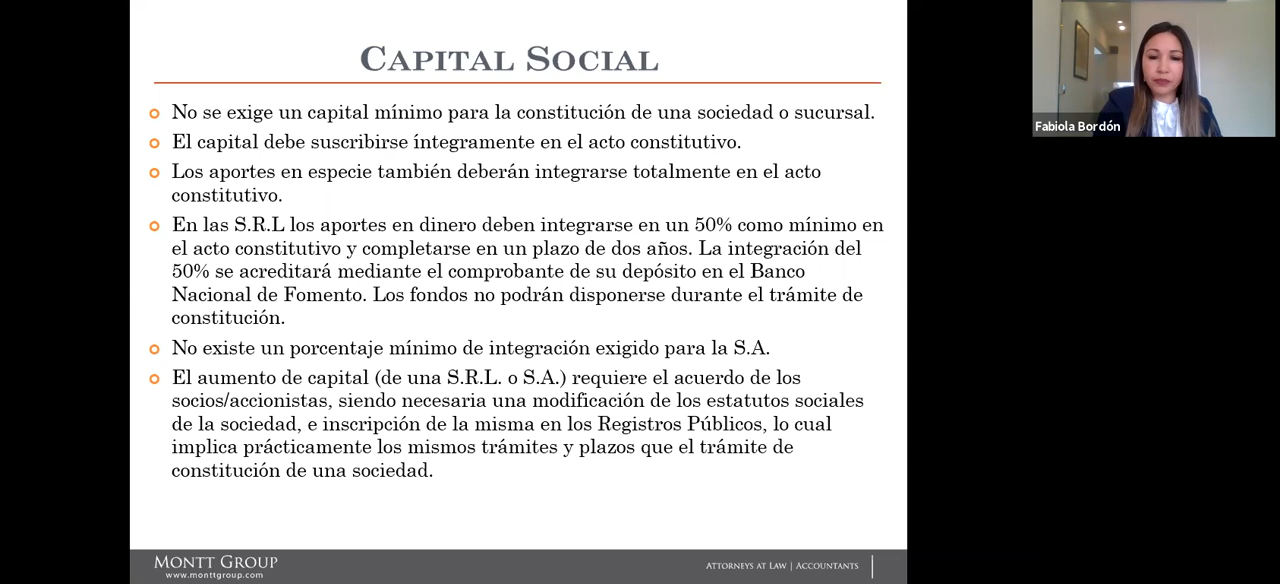 CAPITAL SOCIAL
No se exige un capital mínimo para la constitución de una sociedad o sucursal.
El capital debe suscribirse íntegramente en el acto constitutivo.
Los aportes en especie también deberán integrarse totalmente en el acto
constitutivo.
En las S.R.L los aportes en dinero deben integrarse en un 50% como mínimo en
el acto constitutivo y completarse en un plazo de dos años. La integración del
50% se acreditará mediante el comprobante de su depósito en el Banco
Nacional de Fomento. Los fondos no podrán disponerse durante el trámite de
constitución.
No existe un porcentaje mínimo de integración exigido para la S.A.
El aumento de capital (de una S.R.L. o S.A.) requiere el acuerdo de los
socios/accionistas, siendo necesaria una modificación de los estatutos sociales
de la sociedad, e inscripción de la misma en los Registros Públicos, lo cual
implica prácticamente los mismos trámites y plazos que el trámite de
constitución de una sociedad.
MONTT GROUP
www.monttgroup.com
ATTORNEYS AT LAW | ACCOUNTANTS
Fabiola Bordón